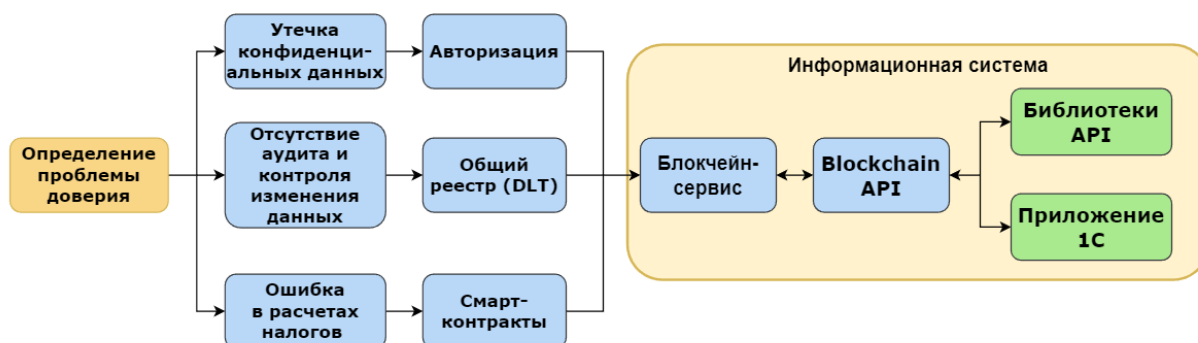 Определение
проблемы
доверия
Утечка
конфиденци-
альных данных
Авторизация
Отсутствие
аудита и
контроля
изменения
данных
Общий
реестр (DLT)
Ошибка
в расчетах
налогов
Смарт-
контракты
Информационная система
Блокчейн-
сервис
Blockchain
API
Библиотеки
API
Приложение
1C